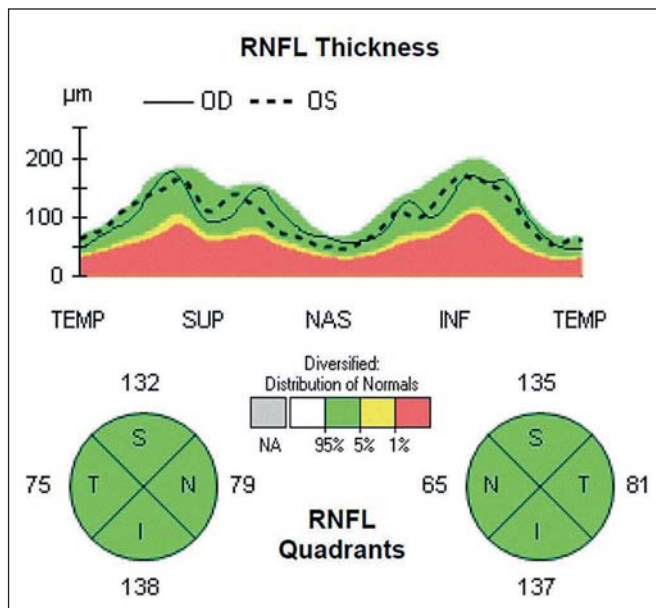 RNFL Thickness
µm
OD OS
200
100
0
TEMP SUP NAS INF TEMP
Diversified:
Distribution of Normals
NA 95% 5% 1%
132
S
75 T N 79
I
138
135
S
65 N T 81
I
137
RNFL
Quadrants